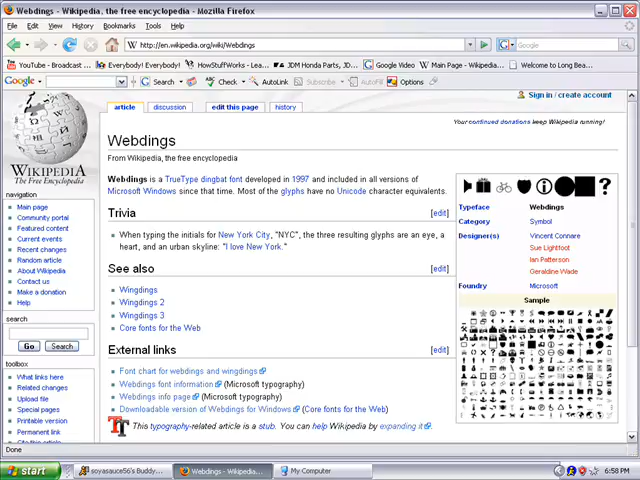 Webdings - Wikipedia, the free encyclopedia - Mozilla Firefox
File Edit View History Bookmarks Tools Help
http://en.wikipedia.org/wiki/Webdings
Google
YouTube - Broadcast ... Everybody! Everybody! HowStuffWorks - Lea... JDM Honda Parts, JD... Google Video Main Page - Wikipedia... Welcome to Long Bea...
Google Search Check AutoLink Subscribe AutoFill Options
Sign in / create account
article discussion edit this page history
Your continued donations keep Wikipedia running!
WIKIPEDIA
The Free Encyclopedia
navigation
Main page
Community portal
Featured content
Current events
Recent changes
Random article
About Wikipedia
Contact us
Make a donation
Help
search
Go Search
toolbox
What links here
Related changes
Upload file
Special pages
Printable version
Permanent link
Cite this article
Webdings
From Wikipedia, the free encyclopedia
Webdings is a TrueType dingbat font developed in 1997 and included in all versions of
Microsoft Windows since that time. Most of the glyphs have no Unicode character equivalents.
Trivia [edit]
When typing the initials for New York City, "NYC", the three resulting glyphs are an eye, a
heart, and an urban skyline: "I love New York."
See also [edit]
Wingdings
Wingdings 2
Wingdings 3
Core fonts for the Web
External links [edit]
Font chart for webdings and wingdings
Webdings font information (Microsoft typography)
Webdings info page (Microsoft typography)
Downloadable version of Webdings for Windows (Core fonts for the Web)
This typography-related article is a stub. You can help Wikipedia by expanding it.
Typeface Webdings
Category Symbol
Designer(s) Vincent Connare
Sue Lightfoot
Ian Patterson
Geraldine Wade
Foundry Microsoft
Sample
Done
start soyasauce56's Buddy... Webdings - Wikipedia... My Computer 6:58 PM